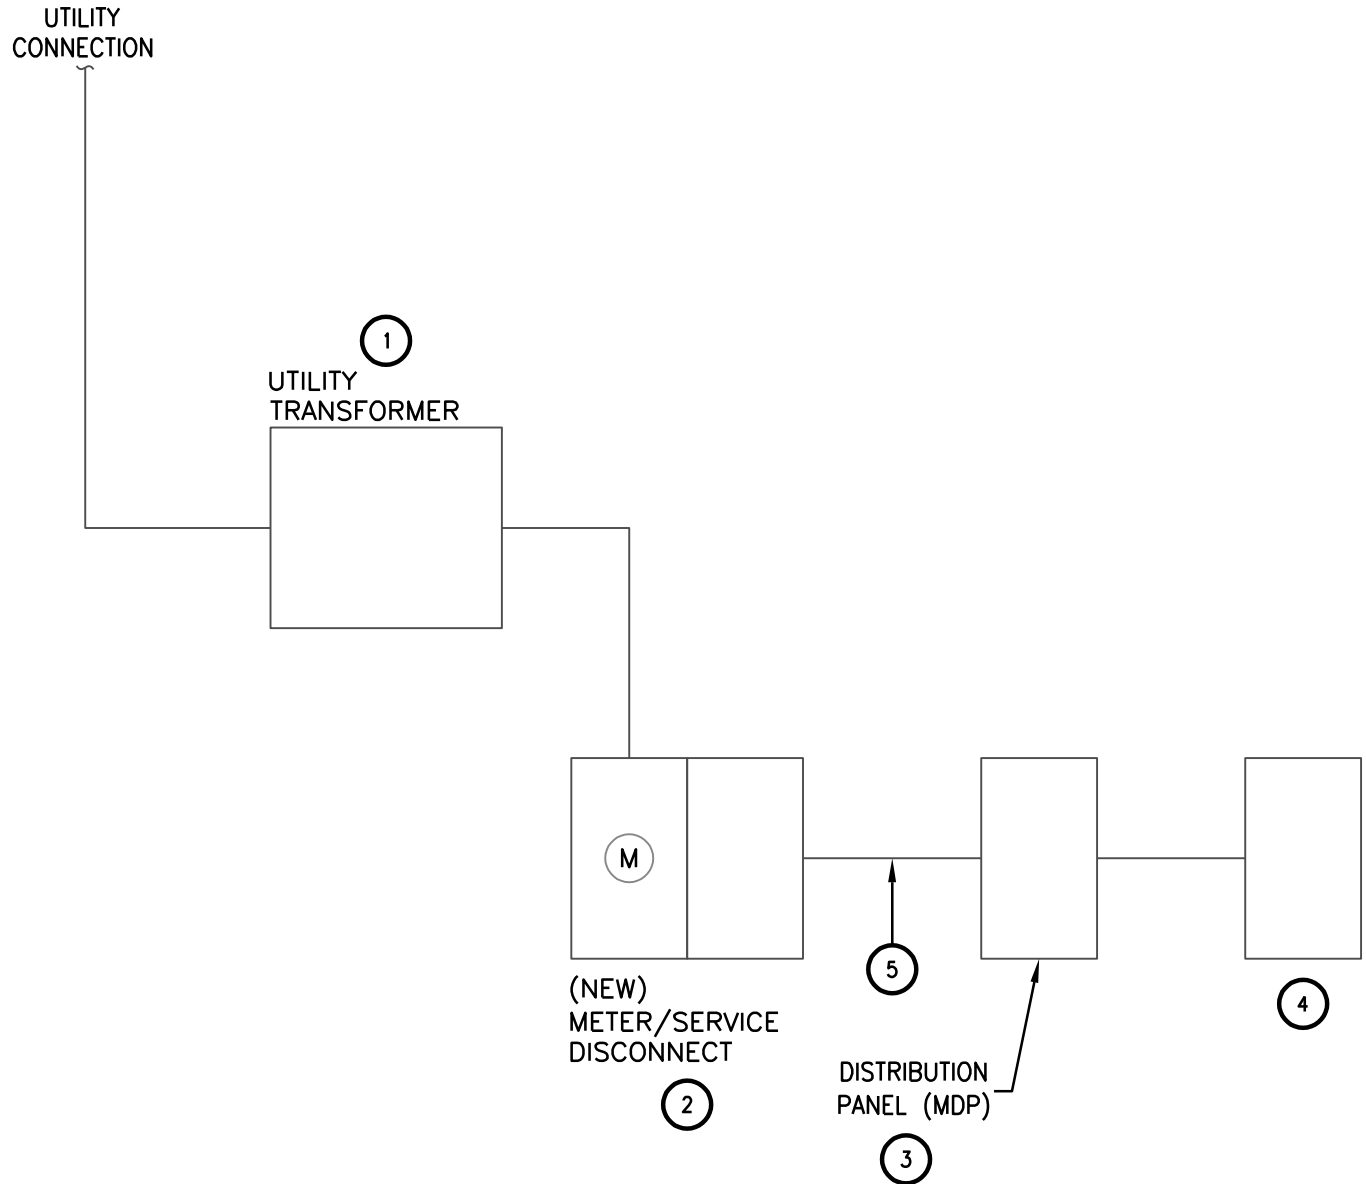 UTILITY
CONNECTION
1
UTILITY
TRANSFORMER
M
(NEW)
METER/SERVICE
DISCONNECT
2
5
DISTRIBUTION
PANEL (MDP)
3
4